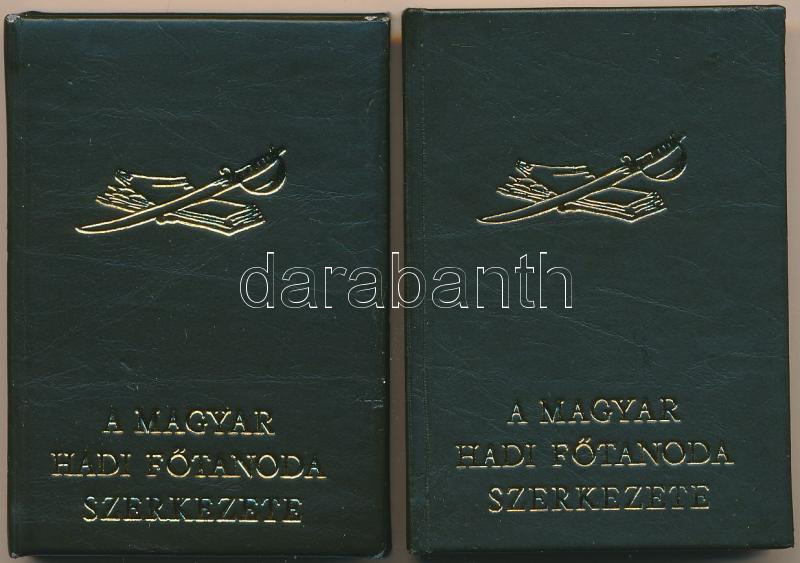 A MAGYAR
HADI FŐTANODA
SZERKEZETE
A MAGYAR
HADI FŐTANODA
SZERKEZETE
darabanth